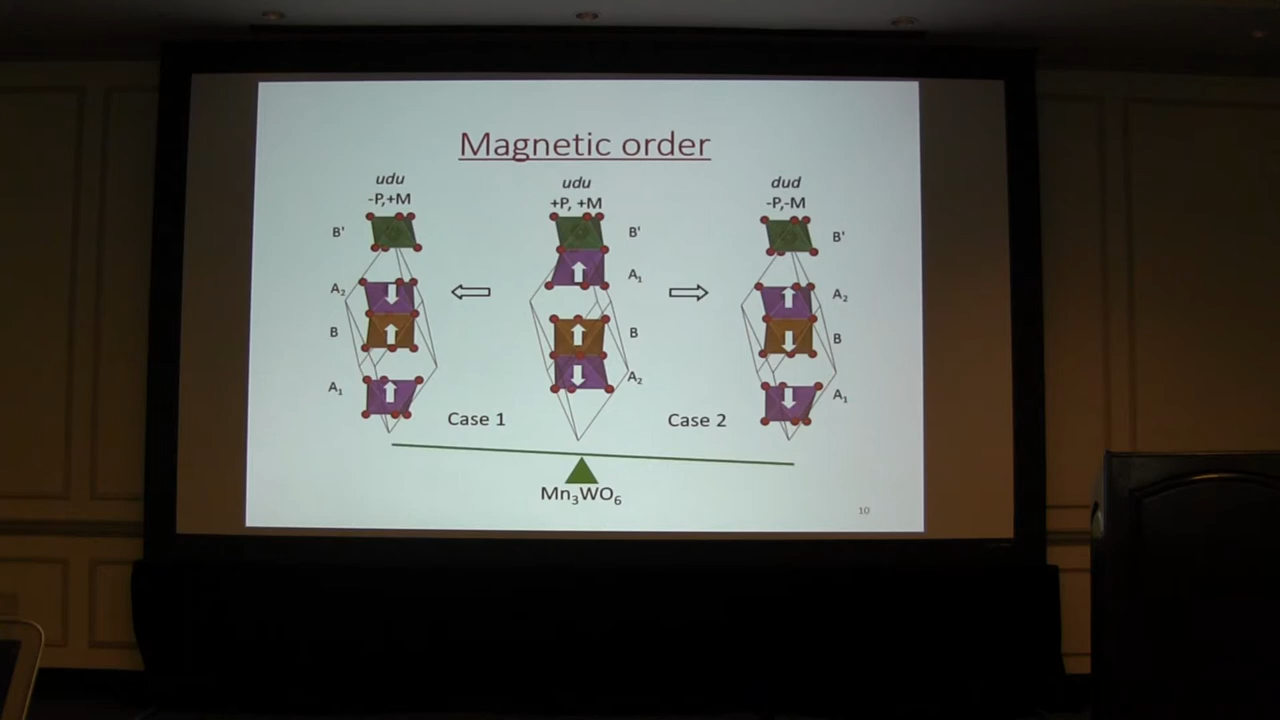 Magnetic order
udu
-P,+M
udu
+P, +M
dud
-P,-M
B'
A₂
B
A₁
B'
A₁
B
A₂
B'
A₂
B
A₁
Case 1
Case 2
Mn₃WO₆
10